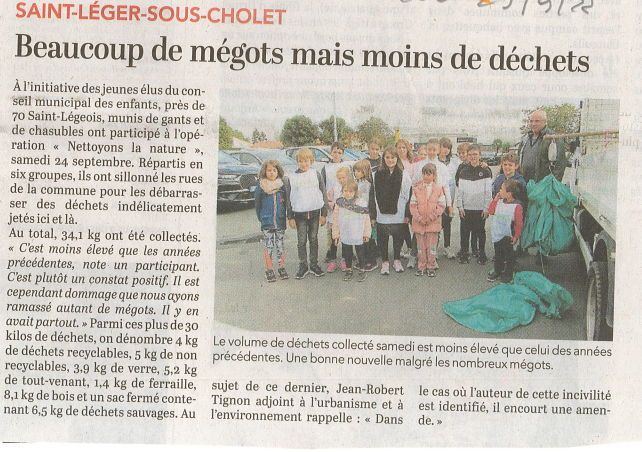 SAINT-LÉGER-SOUS-CHOLET
Beaucoup de mégots mais moins de déchets
À l'initiative des jeunes élus du con-
seil municipal des enfants, près de
70 Saint-Légeois, munis de gants et
de chasubles ont participé à l'opé-
ration « Nettoyons la nature »,
samedi 24 septembre. Répartis en
six groupes, ils ont sillonné les rues
de la commune pour les débarras-
ser des déchets indélicatement
jetés ici et là.
Au total, 34,1 kg ont été collectés.
« C'est moins élevé que les années
précédentes, note un participant.
C'est plutôt un constat positif. Il est
cependant dommage que nous ayons
ramassé autant de mégots. Il y en
avait partout. » Parmi ces plus de 30
kilos de déchets, on dénombre 4 kg
de déchets recyclables, 5 kg de non
recyclables, 3,9 kg de verre, 5,2 kg
de tout-venant, 1,4 kg de ferraille,
8,1 kg de bois et un sac fermé conte-
nant 6,5 kg de déchets sauvages. Au
Le volume de déchets collecté samedi est moins élevé que celui des années
précédentes. Une bonne nouvelle malgré les nombreux mégots.
sujet de ce dernier, Jean-Robert
Tignon adjoint à l'urbanisme et à
l'environnement rappelle : « Dans
le cas où l'auteur de cette incivilité
est identifié, il encourt une amen-
de. »